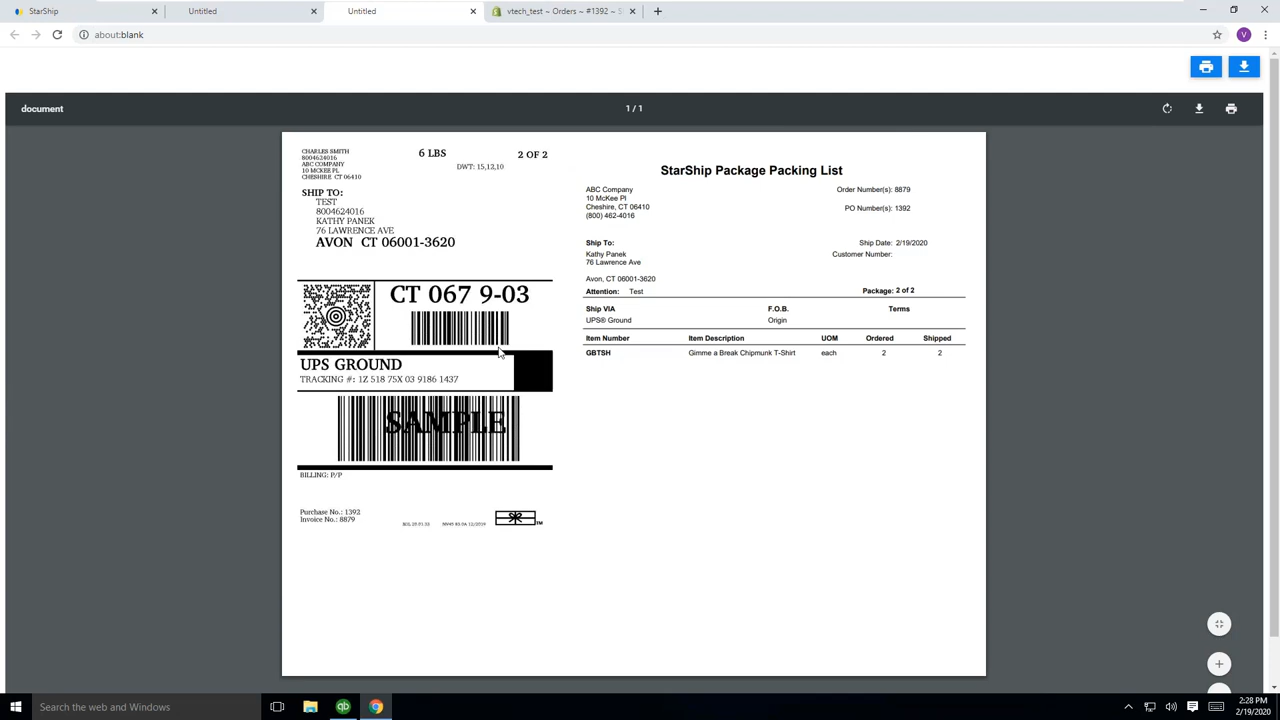 StarShip
Untitled
Untitled
vtech_test ~ Orders ~ #1392 ~ S
about:blank
V
document
1 / 1
CHARLES SMITH
8004624016
ABC COMPANY
10 MCKEE PL
CHESHIRE CT 06410
6 LBS
2 OF 2
DWT: 15,12,10
SHIP TO:
TEST
8004624016
KATHY PANEK
76 LAWRENCE AVE
AVON CT 06001-3620
CT 067 9-03
UPS GROUND
TRACKING #: 1Z 518 75X 03 9186 1437
SAMPLE
BILLING: P/P
Purchase No.: 1392
Invoice No.: 8879
TM
StarShip Package Packing List
ABC Company
10 McKee Pl
Cheshire, CT 06410
(800) 462-4016
Order Number(s): 8879
PO Number(s): 1392
Ship To:
Kathy Panek
76 Lawrence Ave
Avon, CT 06001-3620
Attention: Test
Ship Date: 2/19/2020
Customer Number:
Package: 2 of 2
Ship VIA F.O.B. Terms
UPS® Ground Origin
Item Number Item Description UOM Ordered Shipped
GBTSH Gimme a Break Chipmunk T-Shirt each 2 2
Search the web and Windows
2:28 PM
2/19/2020